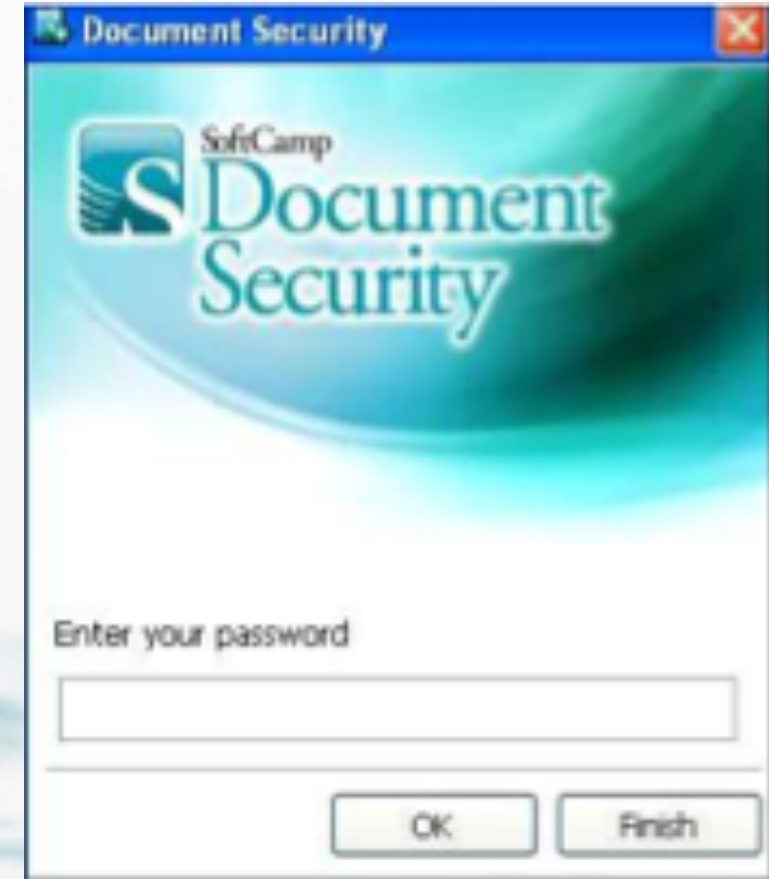 Document Security
SoftCamp
Document
Security
Enter your password
OK
Finish